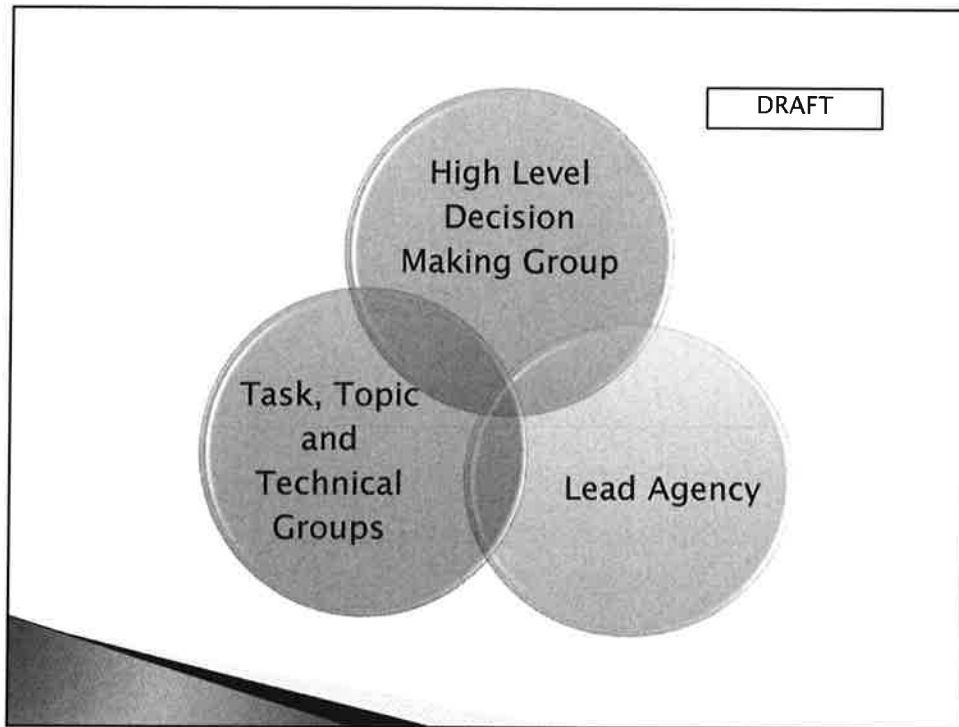 DRAFT
High Level
Decision
Making Group
Task, Topic
and
Technical
Groups
Lead Agency